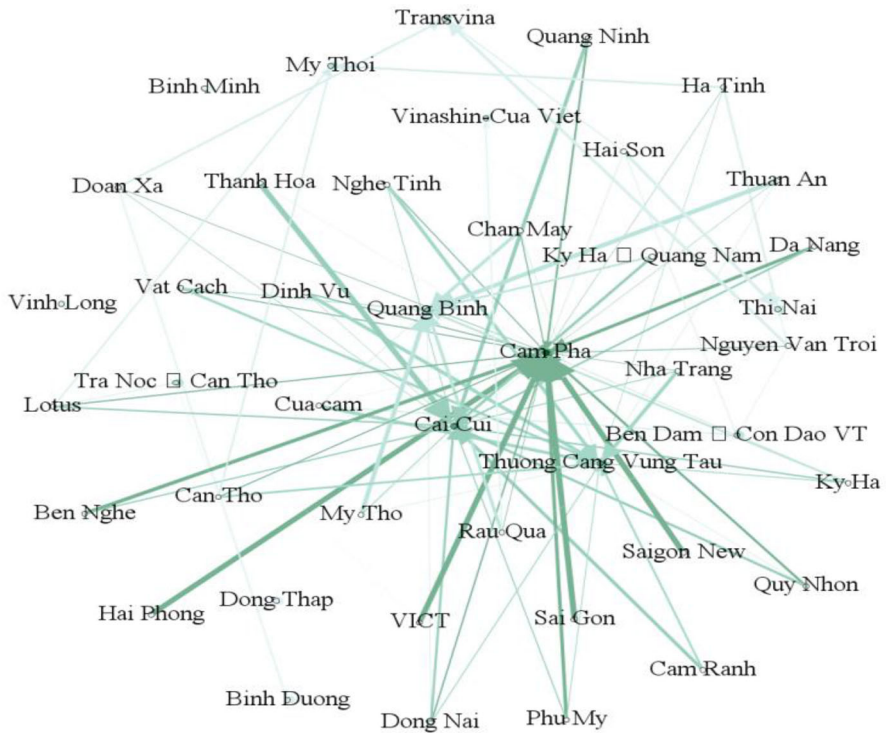 Transvina
Quang Ninh
My Thoi
Binh Minh
Ha Tinh
Vinashin Cua Viet
Hai Son
Doan Xa
Thanh Hoa
Nghe Tinh
Thuan An
Chan May
Ky Ha □ Quang Nam
Da Nang
Vat Cach
Dinh Vu
Vinh Long
Quang Binh
Thi Nai
Cam Pha
Nguyen Van Troi
Nha Trang
Tra Noc □ Can Tho
Lotus
Cua cam
Cai Cui
Ben Dam □ Con Dao VT
Thuong Cang Vung Tau
Ky Ha
Can Tho
Ben Nghe
My Tho
Rau Qua
Saigon New
Quy Nhon
Hai Phong
Dong Thap
VICT
Sai Gon
Cam Ranh
Binh Duong
Dong Nai
Phu My